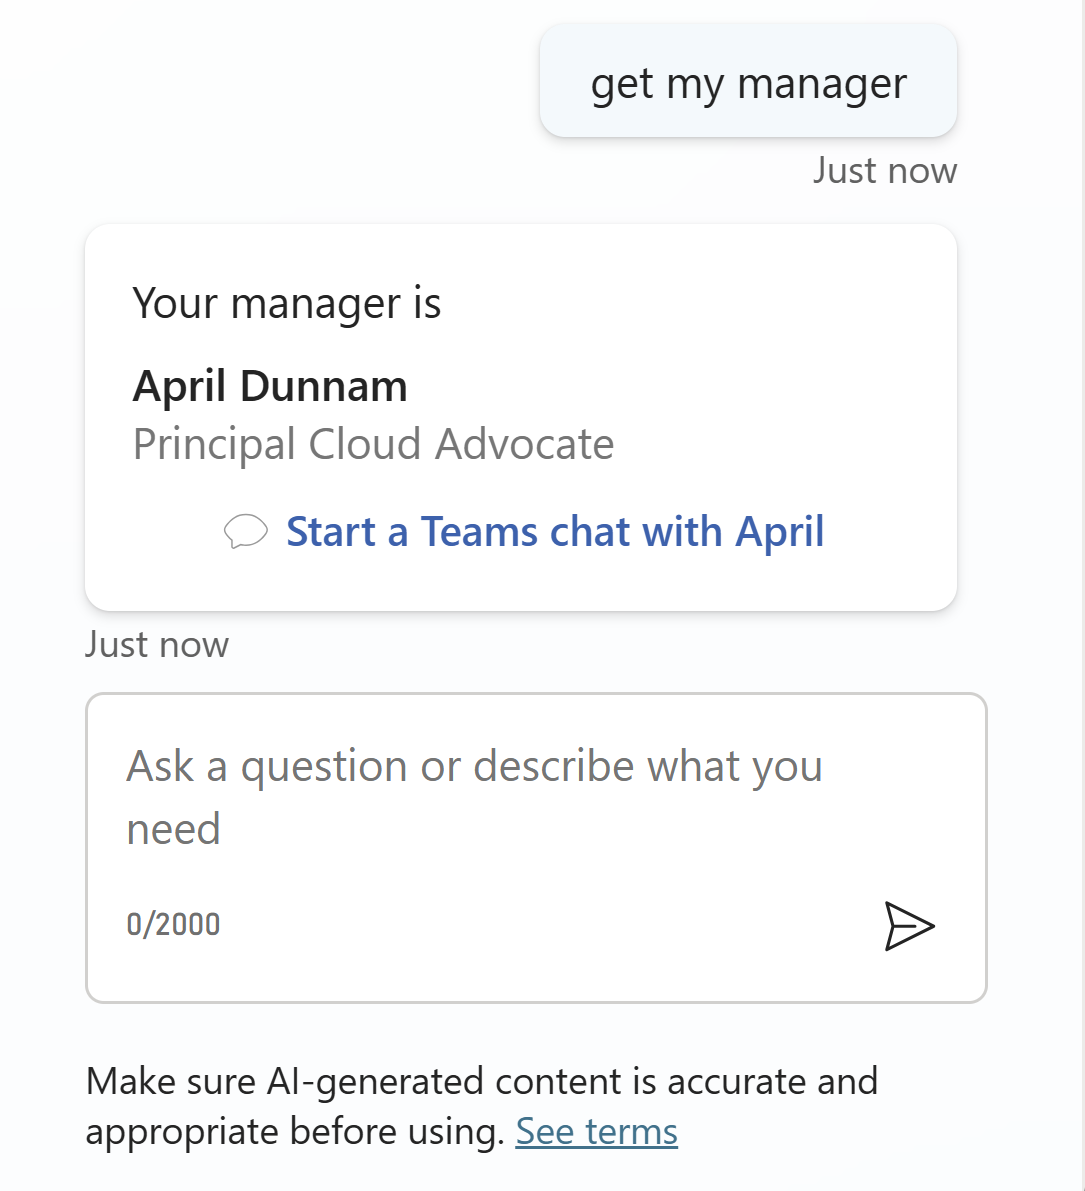 get my manager
Just now
Your manager is
April Dunnam
Principal Cloud Advocate
Start a Teams chat with April
Just now
Ask a question or describe what you
need
0/2000
Make sure AI-generated content is accurate and
appropriate before using. See terms